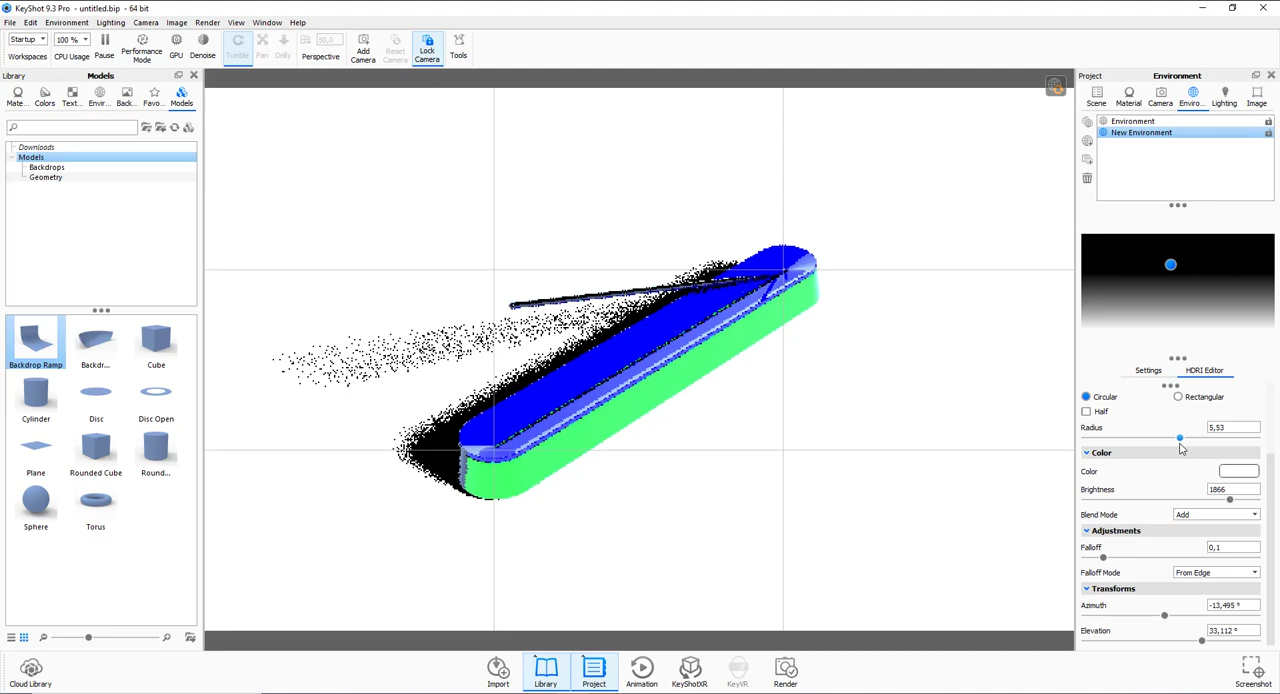 KeyShot 9.3 Pro - untitled.bip - 64 bit
File Edit Environment Lighting Camera Image Render View Window Help
Startup 100 % 50,0
Workspaces CPU Usage Pause Performance Mode GPU Denoise Tumble Pan Dolly Perspective Add Camera Reset Camera Lock Camera Tools
Library Models
Mate... Colors Text... Envir... Back... Favo... Models
Downloads
Models
Backdrops
Geometry
Backdrop Ramp Backdr... Cube
Cylinder Disc Disc Open
Plane Rounded Cube Round...
Sphere Torus
Project Environment
Scene Material Camera Enviro... Lighting Image
Environment
New Environment
Settings HDRI Editor
Circular Rectangular
Half
Radius 5,53
Color
Color
Brightness 1866
Blend Mode Add
Adjustments
Falloff 0,1
Falloff Mode From Edge
Transforms
Azimuth -13,495 °
Elevation 33,112 °
Cloud Library Import Library Project Animation KeyShotXR KeyVR Render Screenshot